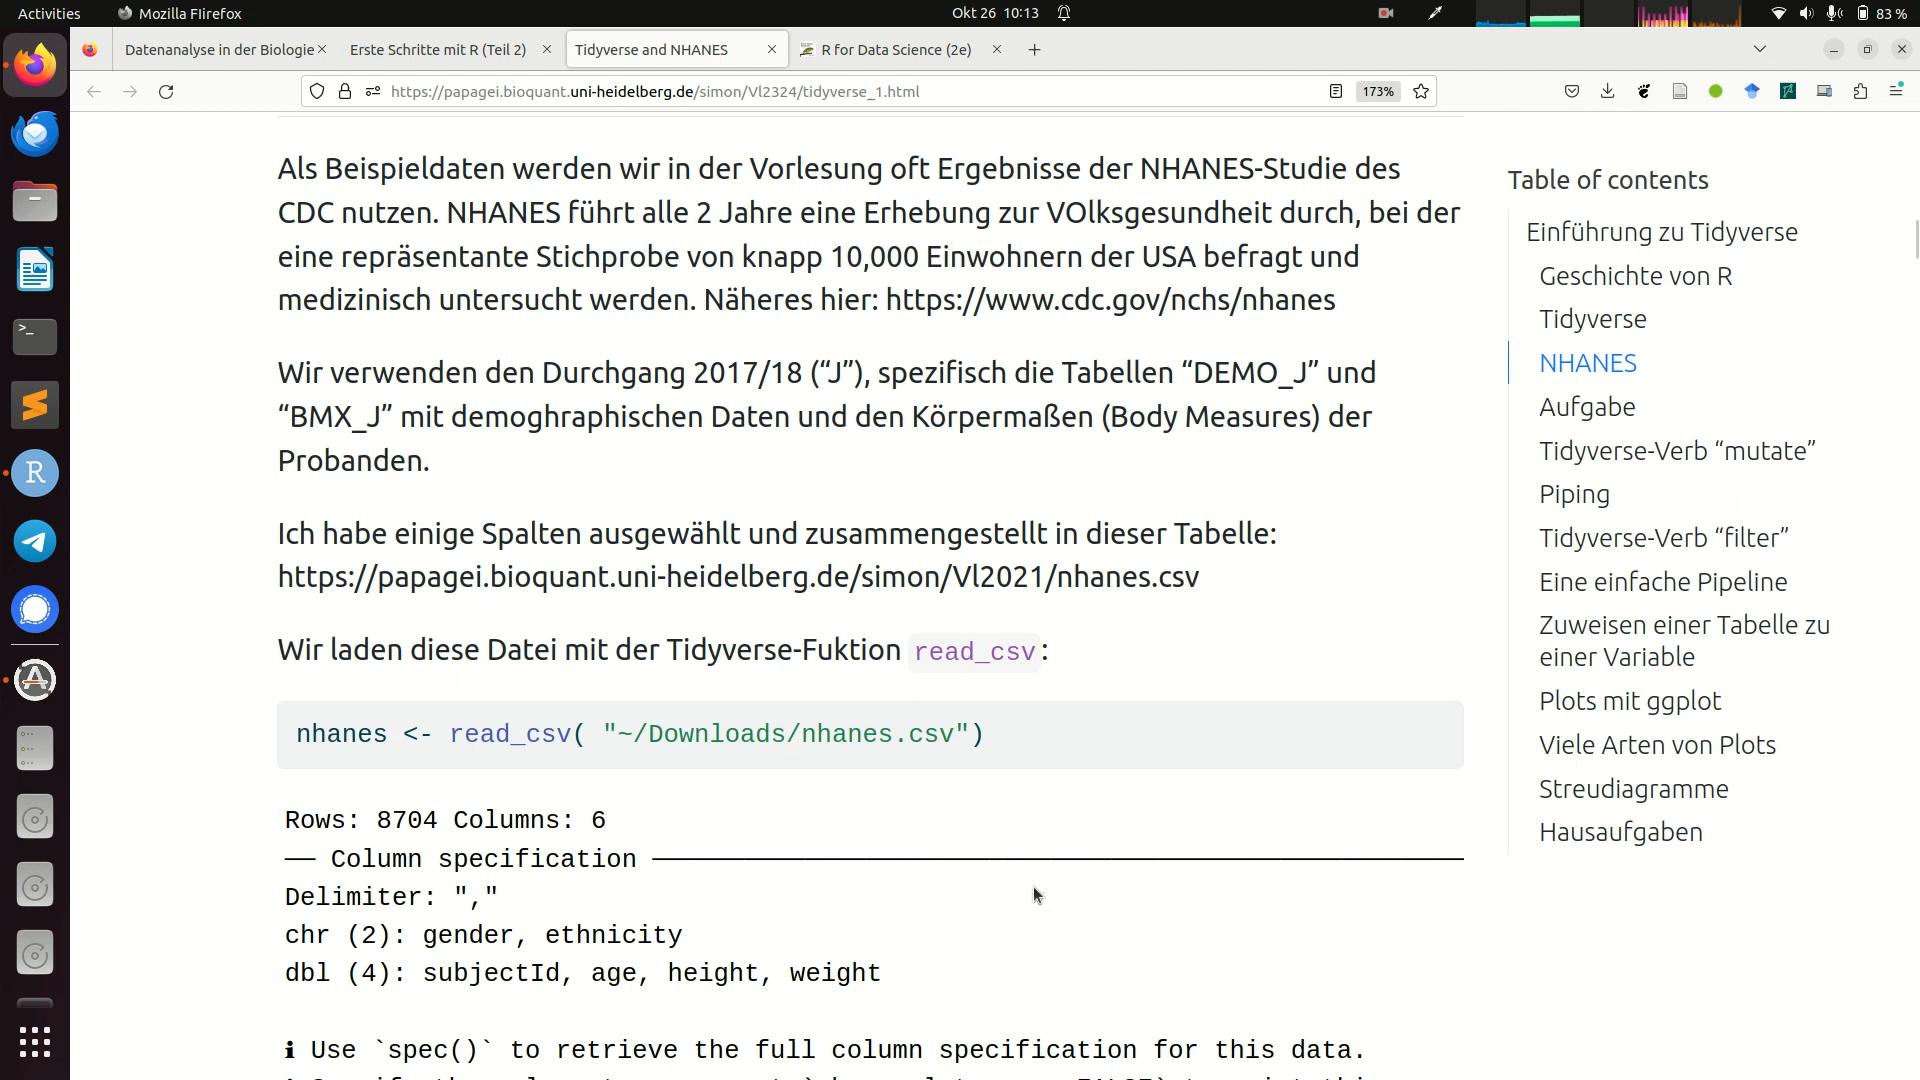 Activities
Mozilla FIirefox
Okt 26 10:13
83 %
Datenanalyse in der Biologie
Erste Schritte mit R (Teil 2)
Tidyverse and NHANES
R for Data Science (2e)
https://papagei.bioquant.uni-heidelberg.de/simon/Vl2324/tidyverse_1.html
173%
Als Beispieldaten werden wir in der Vorlesung oft Ergebnisse der NHANES-Studie des
CDC nutzen. NHANES führt alle 2 Jahre eine Erhebung zur VOlksgesundheit durch, bei der
eine repräsentante Stichprobe von knapp 10,000 Einwohnern der USA befragt und
medizinisch untersucht werden. Näheres hier: https://www.cdc.gov/nchs/nhanes
Wir verwenden den Durchgang 2017/18 (“J”), spezifisch die Tabellen “DEMO_J” und
“BMX_J” mit demoghraphischen Daten und den Körpermaßen (Body Measures) der
Probanden.
Ich habe einige Spalten ausgewählt und zusammengestellt in dieser Tabelle:
https://papagei.bioquant.uni-heidelberg.de/simon/Vl2021/nhanes.csv
Wir laden diese Datei mit der Tidyverse-Fuktion read_csv:
nhanes <- read_csv( "~/Downloads/nhanes.csv")
Rows: 8704 Columns: 6
── Column specification ──────────
Delimiter: ","
chr (2): gender, ethnicity
dbl (4): subjectId, age, height, weight
ℹ Use `spec()` to retrieve the full column specification for this data.
Table of contents
Einführung zu Tidyverse
Geschichte von R
Tidyverse
NHANES
Aufgabe
Tidyverse-Verb “mutate”
Piping
Tidyverse-Verb “filter”
Eine einfache Pipeline
Zuweisen einer Tabelle zu
einer Variable
Plots mit ggplot
Viele Arten von Plots
Streudiagramme
Hausaufgaben